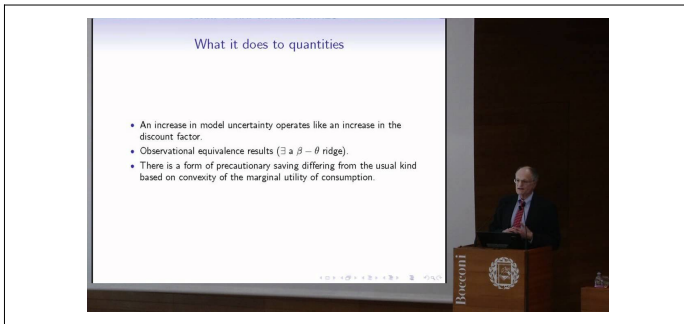 What it does to quantities
• An increase in model uncertainty operates like an increase in the
discount factor.
• Observational equivalence results (∃ a β − θ ridge).
• There is a form of precautionary saving differing from the usual kind
based on convexity of the marginal utility of consumption.
Bocconi